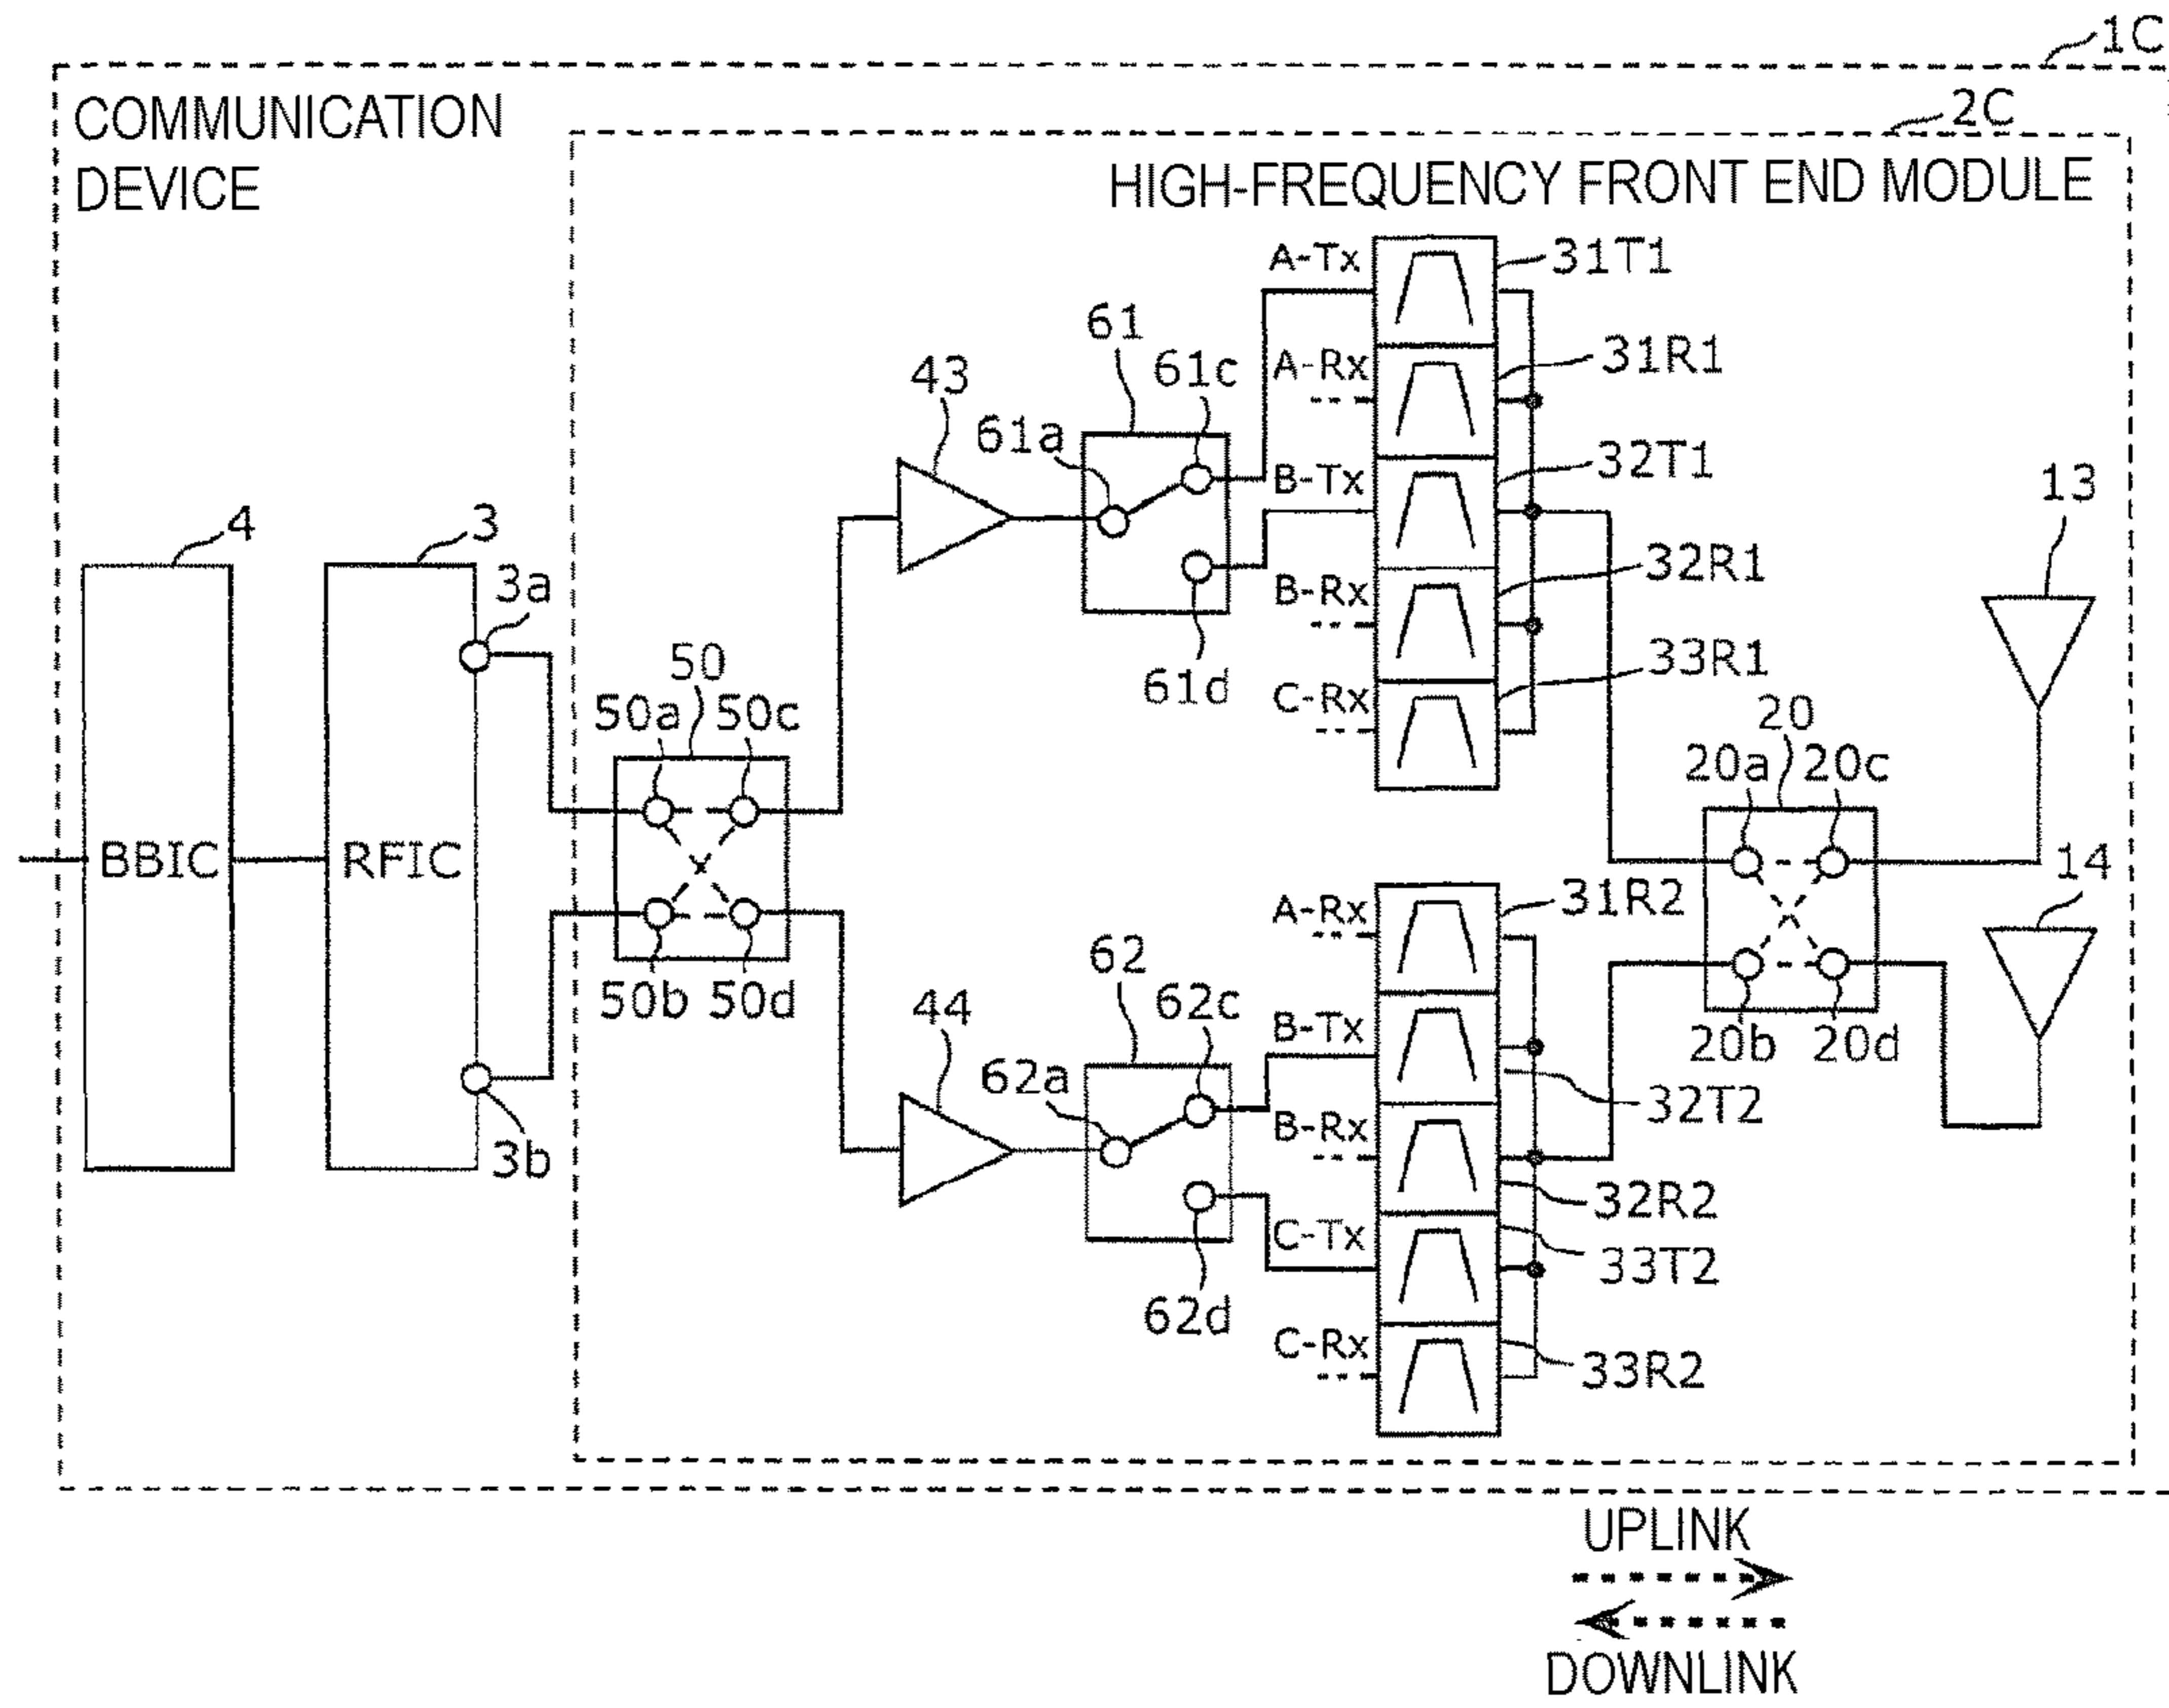 1C
COMMUNICATION
DEVICE
2C
HIGH-FREQUENCY FRONT END MODULE
A-Tx
31T1
61
61c
A-Rx
31R1
43
61a
B-Tx
32T1
13
4
3
3a
B-Rx
32R1
50
61d
C-Rx
33R1
50a
50c
20
20a
20c
BBIC
RFIC
14
A-Rx
31R2
62
50b
50d
44
62c
B-Tx
20b
20d
62a
32T2
B-Rx
3b
32R2
C-Tx
33T2
62d
C-Rx
33R2
UPLINK
DOWNLINK